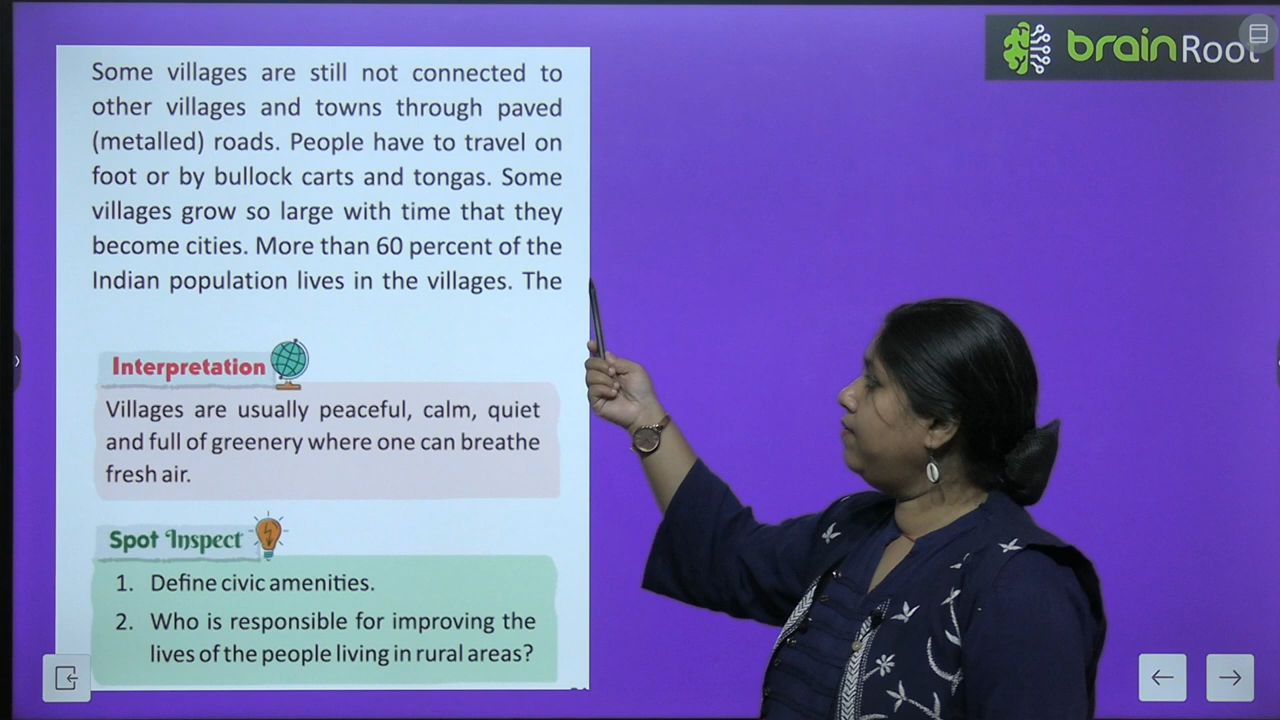 brainRoot
Some villages are still not connected to
other villages and towns through paved
(metalled) roads. People have to travel on
foot or by bullock carts and tongas. Some
villages grow so large with time that they
become cities. More than 60 percent of the
Indian population lives in the villages. The
Interpretation
Villages are usually peaceful, calm, quiet
and full of greenery where one can breathe
fresh air.
Spot Inspect
1. Define civic amenities.
2. Who is responsible for improving the
lives of the people living in rural areas?